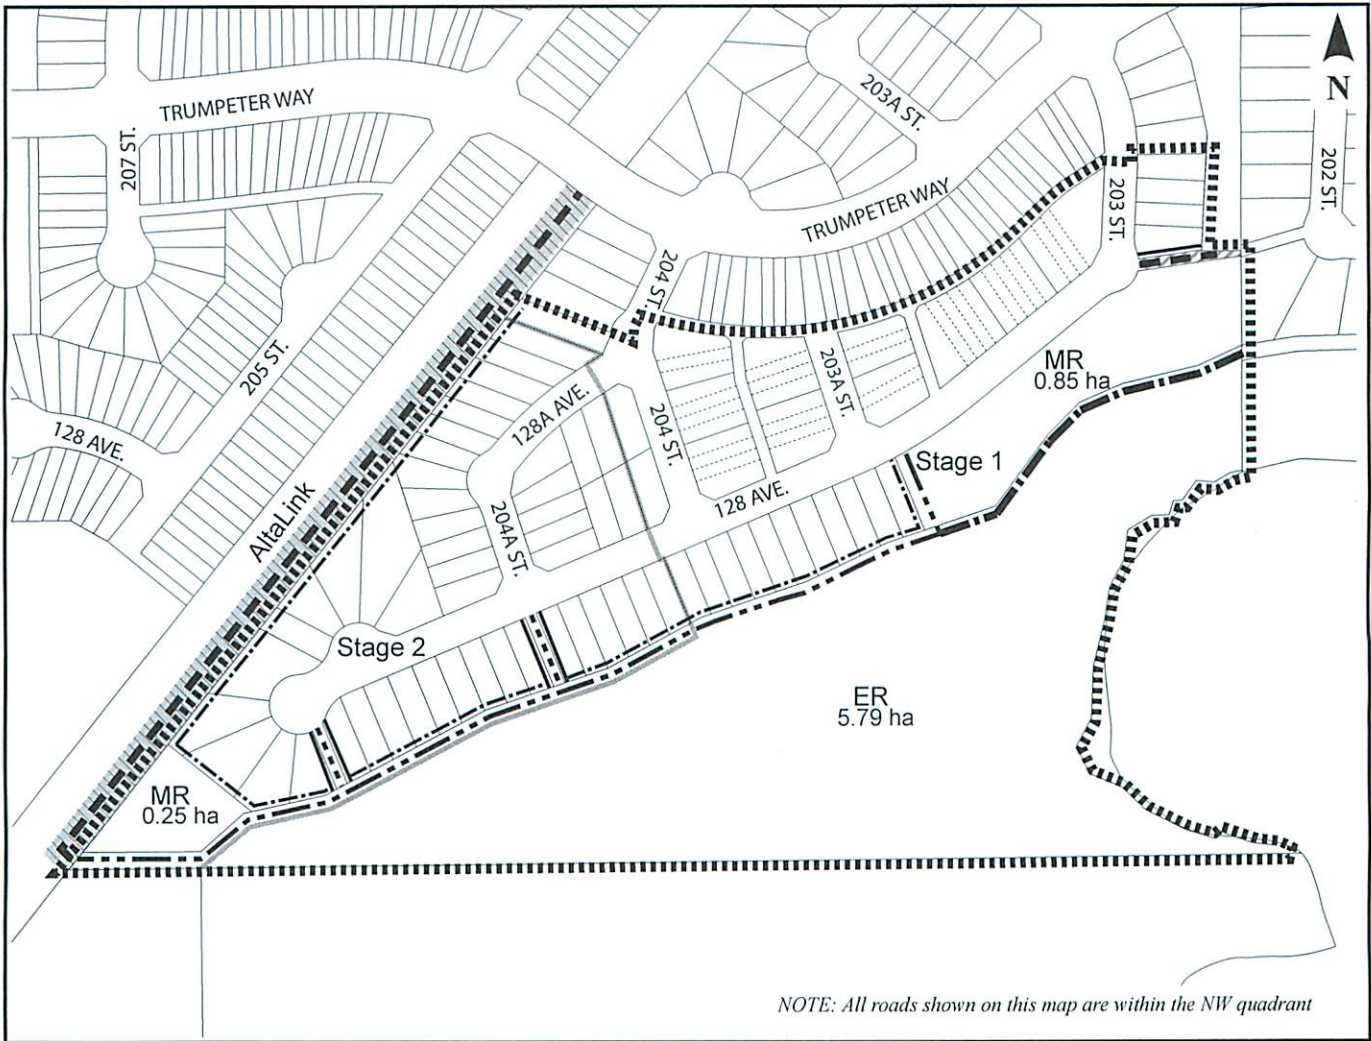 N
TRUMPETER WAY
207 ST.
203A ST.
202 ST.
TRUMPETER WAY
203 ST.
204 ST.
205 ST.
128 AVE.
128A AVE.
203A ST.
204 ST.
MR
0.85 ha
Stage 1
128 AVE.
AltaLink
204A ST.
Stage 2
ER
5.79 ha
MR
0.25 ha
NOTE: All roads shown on this map are within the NW quadrant